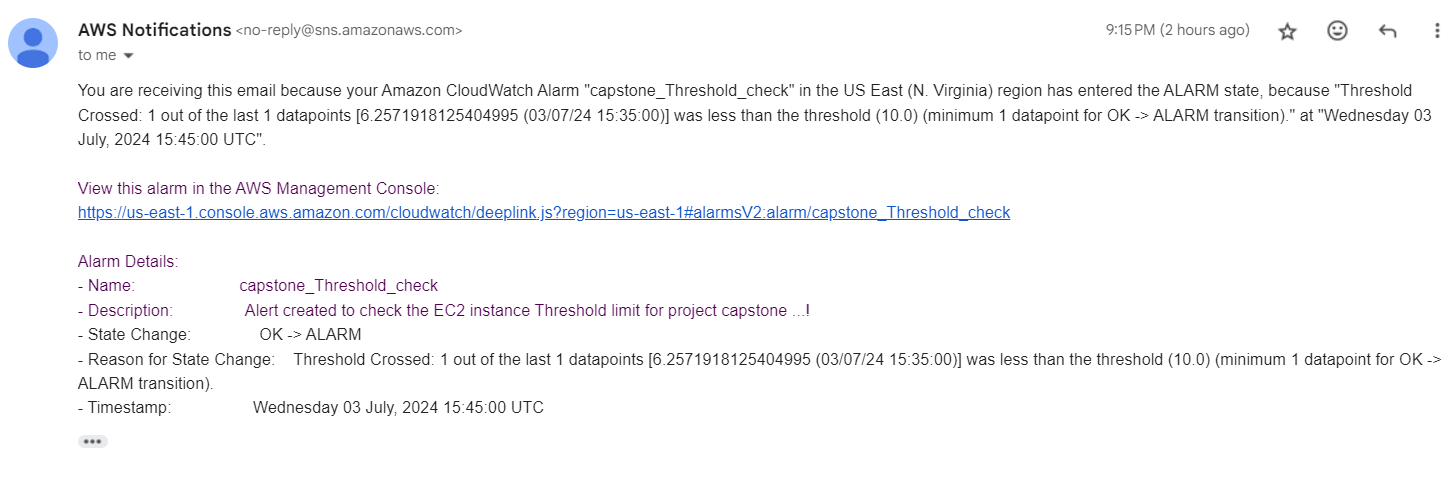 AWS Notifications <no-reply@sns.amazonaws.com>
9:15 PM (2 hours ago)
to me
You are receiving this email because your Amazon CloudWatch Alarm "capstone_Threshold_check" in the US East (N. Virginia) region has entered the ALARM state, because "Threshold
Crossed: 1 out of the last 1 datapoints [6.2571918125404995 (03/07/24 15:35:00)] was less than the threshold (10.0) (minimum 1 datapoint for OK -> ALARM transition)." at "Wednesday 03
July, 2024 15:45:00 UTC".
View this alarm in the AWS Management Console:
https://us-east-1.console.aws.amazon.com/cloudwatch/deeplink.js?region=us-east-1#alarmsV2:alarm/capstone_Threshold_check
Alarm Details:
- Name: capstone_Threshold_check
- Description: Alert created to check the EC2 instance Threshold limit for project capstone ...!
- State Change: OK -> ALARM
- Reason for State Change: Threshold Crossed: 1 out of the last 1 datapoints [6.2571918125404995 (03/07/24 15:35:00)] was less than the threshold (10.0) (minimum 1 datapoint for OK ->
ALARM transition).
- Timestamp: Wednesday 03 July, 2024 15:45:00 UTC